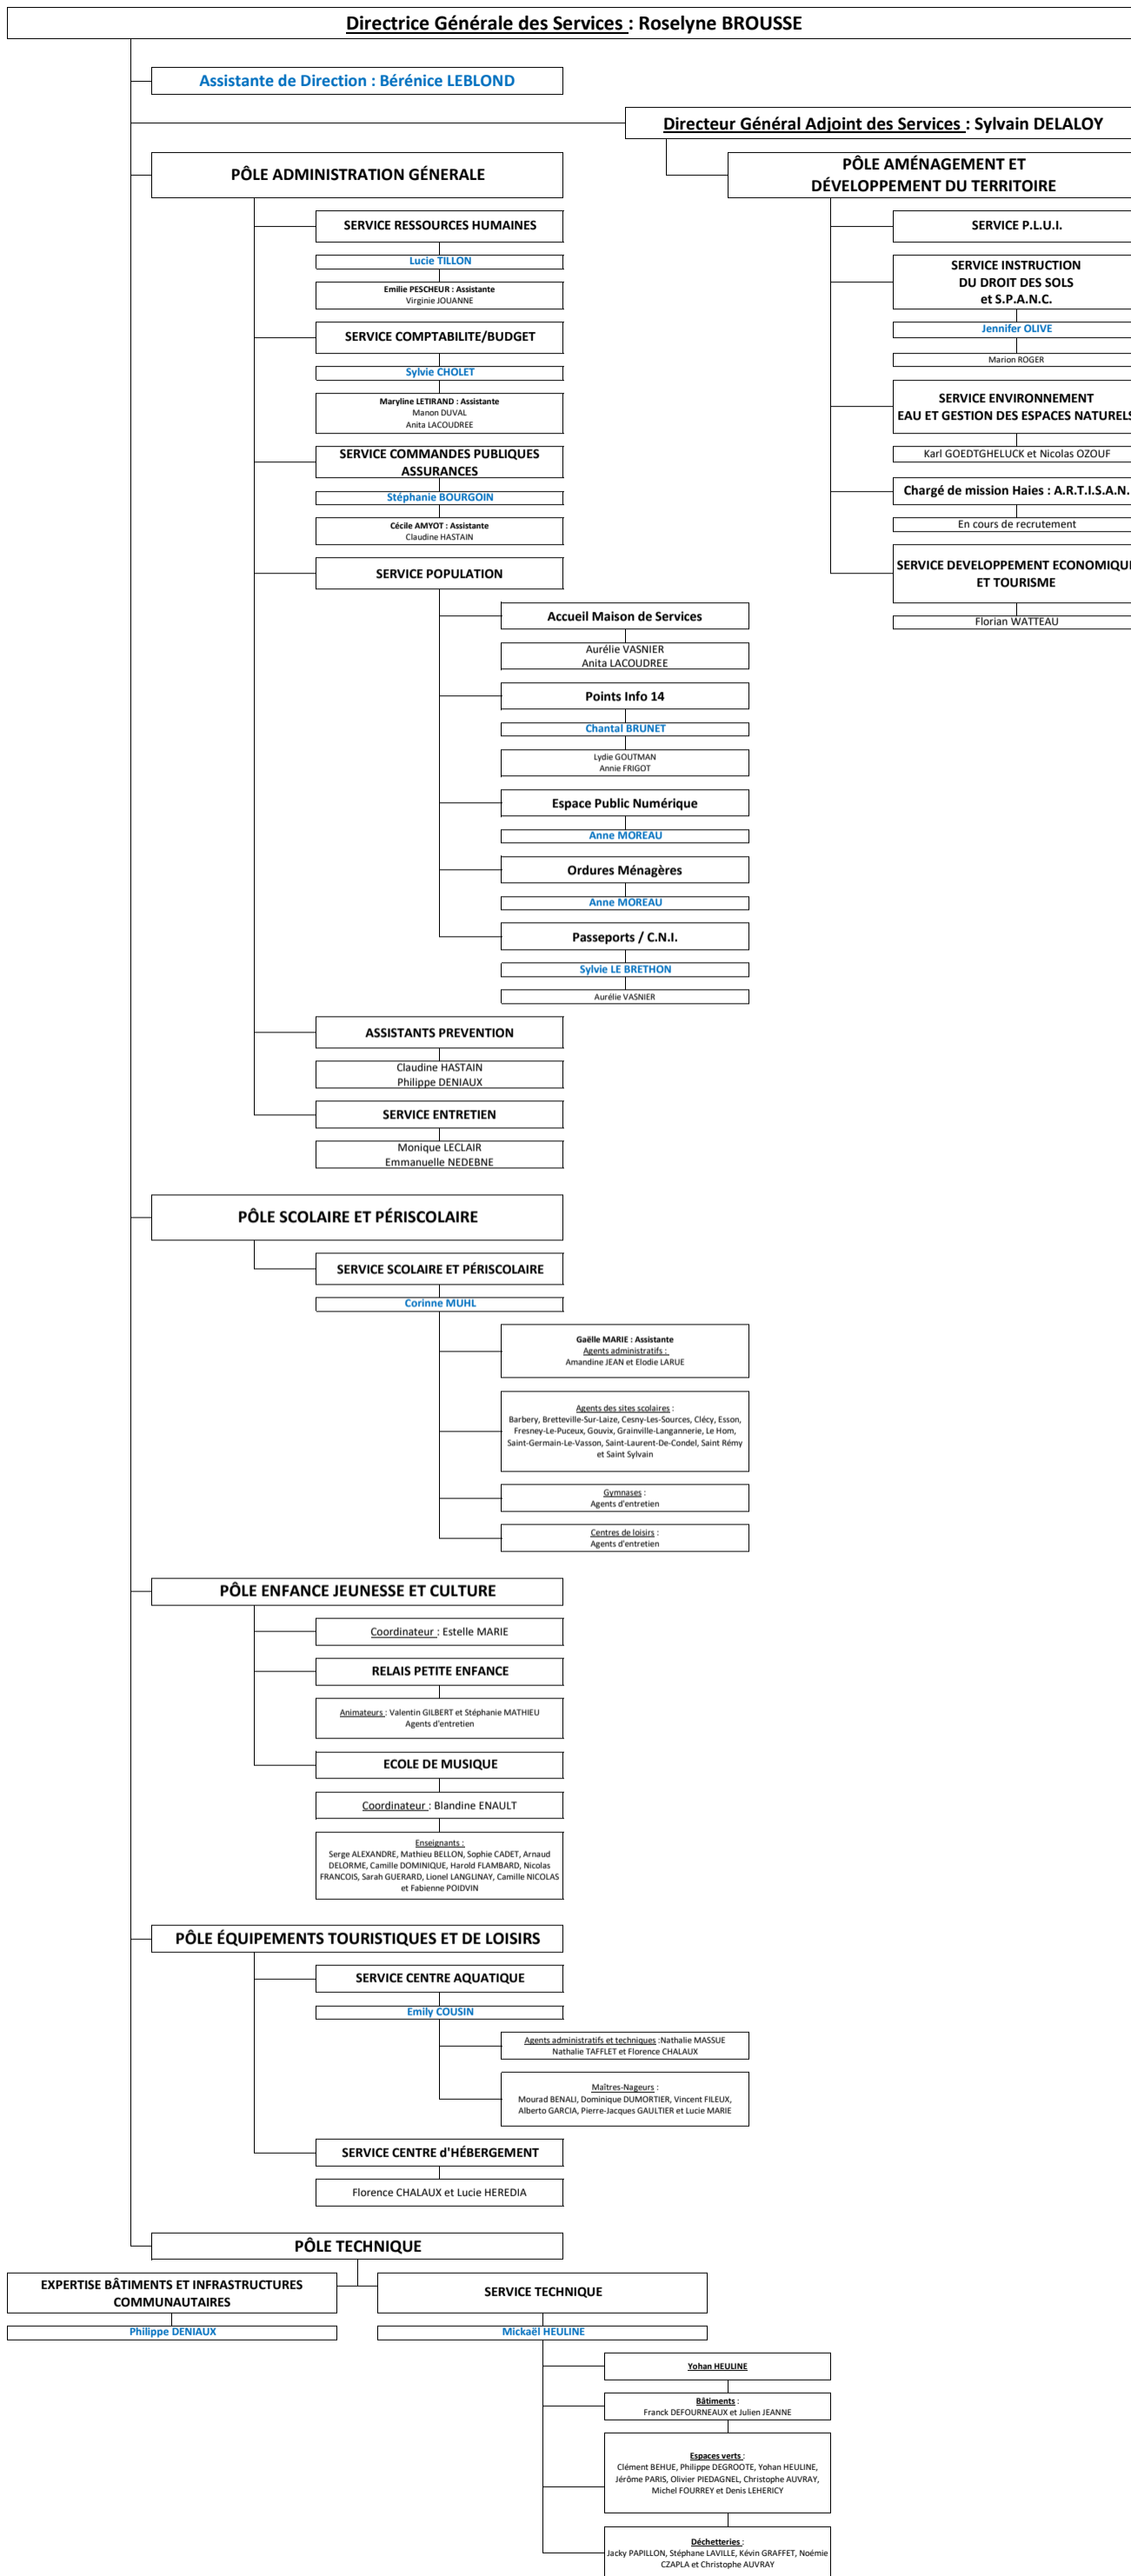 Directrice Générale des Services : Roselyne BROUSSE
Assistante de Direction : Bérénice LEBLOND
Directeur Général Adjoint des Services : Sylvain DELALOY
PÔLE ADMINISTRATION GÉNERALE
SERVICE RESSOURCES HUMAINES
Lucie TILLON
Emilie PESCHEUR : Assistante
Virginie JOUANNE
SERVICE COMPTABILITE/BUDGET
Sylvie CHOLET
Maryline LETIRAND : Assistante
Manon DUVAL
Anita LACOUDREE
SERVICE COMMANDES PUBLIQUES
ASSURANCES
Stéphanie BOURGOIN
Cécile AMYOT : Assistante
Claudine HASTAIN
SERVICE POPULATION
Accueil Maison de Services
Aurélie VASNIER
Anita LACOUDREE
Points Info 14
Chantal BRUNET
Lydie GOUTMAN
Annie FRIGOT
Espace Public Numérique
Anne MOREAU
Ordures Ménagères
Anne MOREAU
Passeports / C.N.I.
Sylvie LE BRETHON
Aurélie VASNIER
ASSISTANTS PREVENTION
Claudine HASTAIN
Philippe DENIAUX
SERVICE ENTRETIEN
Monique LECLAIR
Emmanuelle NEDEBNE
PÔLE AMÉNAGEMENT ET
DÉVELOPPEMENT DU TERRITOIRE
SERVICE P.L.U.I.
SERVICE INSTRUCTION
DU DROIT DES SOLS
et S.P.A.N.C.
Jennifer OLIVE
Marion ROGER
SERVICE ENVIRONNEMENT
EAU ET GESTION DES ESPACES NATURELS
Karl GOEDTGHELUCK et Nicolas OZOUF
Chargé de mission Haies : A.R.T.I.S.A.N.
En cours de recrutement
SERVICE DEVELOPPEMENT ECONOMIQUE
ET TOURISME
Florian WATTEAU
PÔLE SCOLAIRE ET PÉRISCOLAIRE
SERVICE SCOLAIRE ET PÉRISCOLAIRE
Corinne MUHL
Gaëlle MARIE : Assistante
Agents administratifs :
Amandine JEAN et Elodie LARUE
Agents des sites scolaires :
Barbery, Bretteville-Sur-Laize, Cesny-Les-Sources, Clécy, Esson,
Fresney-Le-Puceux, Gouvix, Grainville-Langannerie, Le Hom,
Saint-Germain-Le-Vasson, Saint-Laurent-De-Condel, Saint Rémy
et Saint Sylvain
Gymnases :
Agents d'entretien
Centres de loisirs :
Agents d'entretien
PÔLE ENFANCE JEUNESSE ET CULTURE
Coordinateur : Estelle MARIE
RELAIS PETITE ENFANCE
Animateurs : Valentin GILBERT et Stéphanie MATHIEU
Agents d'entretien
ECOLE DE MUSIQUE
Coordinateur : Blandine ENAULT
Enseignants :
Serge ALEXANDRE, Mathieu BELLON, Sophie CADET, Arnaud
DELORME, Camille DOMINIQUE, Harold FLAMBARD, Nicolas
FRANCOIS, Sarah GUERARD, Lionel LANGLINAY, Camille NICOLAS
et Fabienne POIDVIN
PÔLE ÉQUIPEMENTS TOURISTIQUES ET DE LOISIRS
SERVICE CENTRE AQUATIQUE
Emily COUSIN
Agents administratifs et techniques :Nathalie MASSUE
Nathalie TAFFLET et Florence CHALAUX
Maîtres-Nageurs :
Mourad BENALI, Dominique DUMORTIER, Vincent FILEUX,
Alberto GARCIA, Pierre-Jacques GAULTIER et Lucie MARIE
SERVICE CENTRE d'HÉBERGEMENT
Florence CHALAUX et Lucie HEREDIA
PÔLE TECHNIQUE
EXPERTISE BÂTIMENTS ET INFRASTRUCTURES
COMMUNAUTAIRES
Philippe DENIAUX
SERVICE TECHNIQUE
Mickaël HEULINE
Yohan HEULINE
Bâtiments :
Franck DEFOURNEAUX et Julien JEANNE
Espaces verts :
Clément BEHUE, Philippe DEGROOTE, Yohan HEULINE,
Jérôme PARIS, Olivier PIEDAGNEL, Christophe AUVRAY,
Michel FOURREY et Denis LEHERICY
Déchetteries :
Jacky PAPILLON, Stéphane LAVILLE, Kévin GRAFFET, Noémie
CZAPLA et Christophe AUVRAY